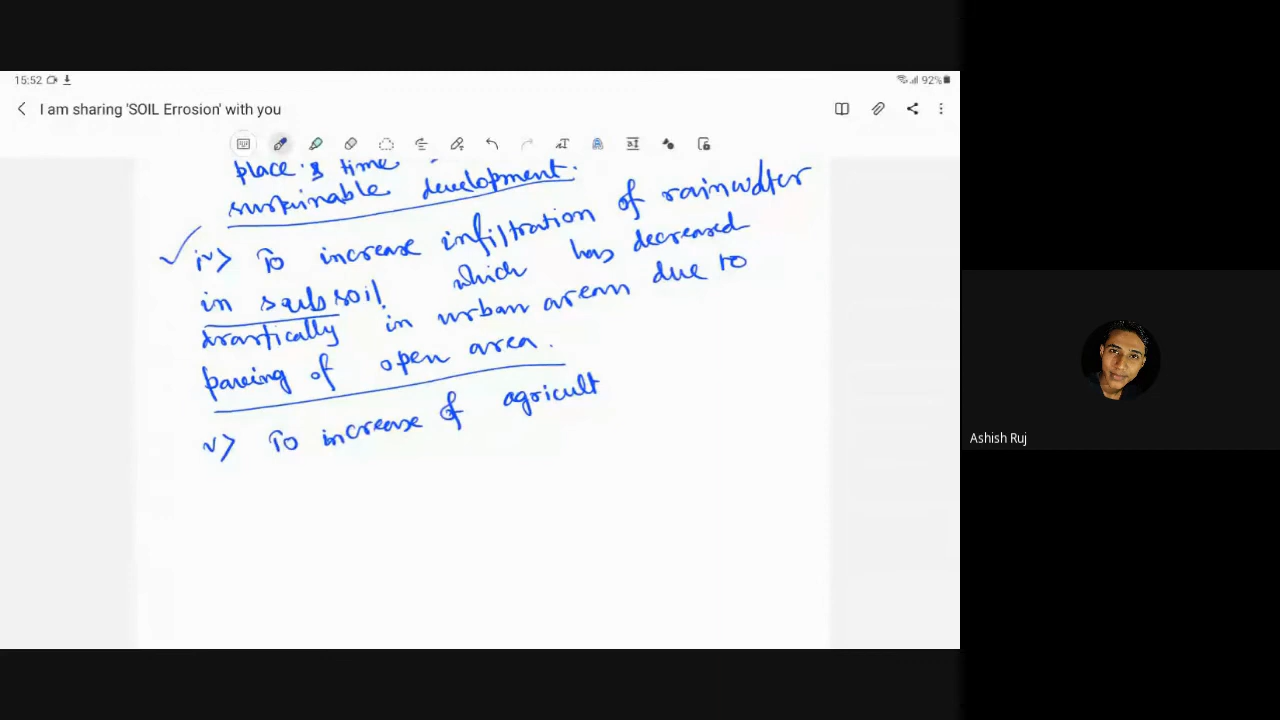 15:52 92%
I am sharing 'SOIL Errosion' with you
place & time
sustainable development.
iv> To increase infiltration of rainwater
in subsoil which has decreased
drastically in urban area due to
paving of open area.
v> To increase of agricult
Ashish Ruj